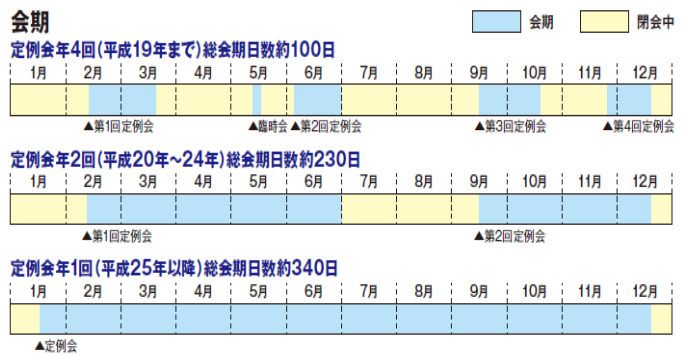 会期
会期 閉会中
定例会年4回(平成19年まで)総会期日数約100日
1月 2月 3月 4月 5月 6月 7月 8月 9月 10月 11月 12月
▲第1回定例会 ▲臨時会 ▲第2回定例会 ▲第3回定例会 ▲第4回定例会
定例会年2回(平成20年～24年)総会期日数約230日
1月 2月 3月 4月 5月 6月 7月 8月 9月 10月 11月 12月
▲第1回定例会 ▲第2回定例会
定例会年1回(平成25年以降)総会期日数約340日
1月 2月 3月 4月 5月 6月 7月 8月 9月 10月 11月 12月
▲定例会